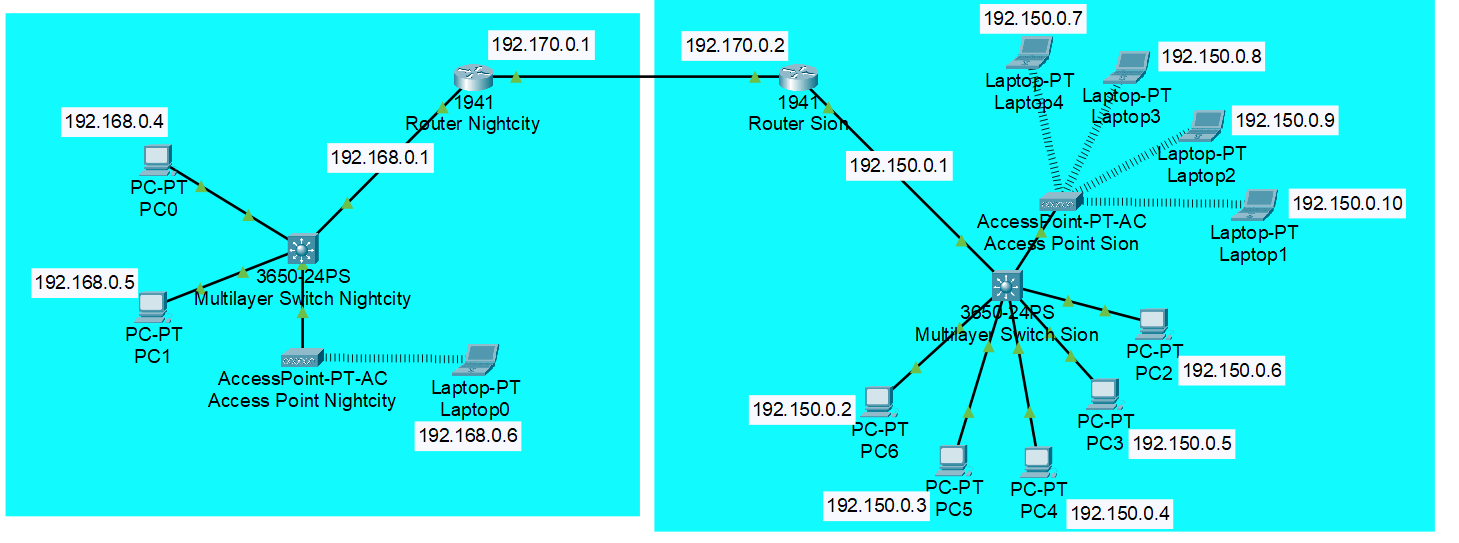 192.170.0.1
1941
Router Nightcity
192.168.0.4
PC-PT
PC0
192.168.0.1
192.168.0.5
PC-PT
PC1
3650-24PS
Multilayer Switch Nightcity
AccessPoint-PT-AC
Access Point Nightcity
Laptop-PT
Laptop0
192.168.0.6
192.170.0.2
1941
Router Sion
192.150.0.1
192.150.0.7
Laptop-PT
Laptop4
192.150.0.8
Laptop-PT
Laptop3
192.150.0.9
Laptop-PT
Laptop2
192.150.0.10
Laptop-PT
Laptop1
AccessPoint-PT-AC
Access Point Sion
3650-24PS
Multilayer Switch Sion
PC-PT
PC2
192.150.0.6
PC-PT
PC3
192.150.0.5
192.150.0.2
PC-PT
PC6
192.150.0.3
PC-PT
PC5
PC-PT
PC4
192.150.0.4